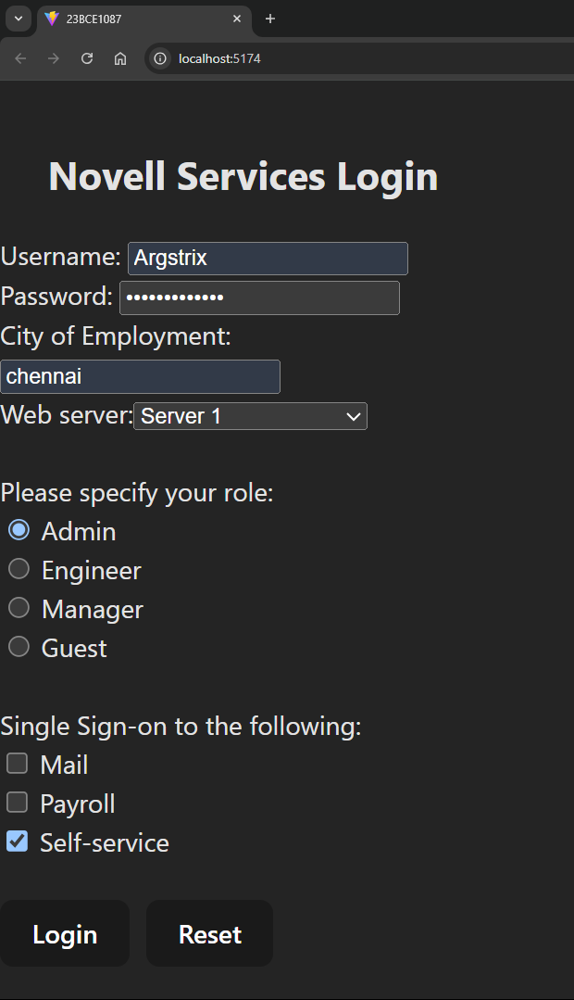 23BCE1087
localhost:5174
Novell Services Login
Username: Argstrix
Password: •••••••••••••
City of Employment:
chennai
Web server: Server 1
Please specify your role:
Admin
Engineer
Manager
Guest
Single Sign-on to the following:
Mail
Payroll
Self-service
Login Reset